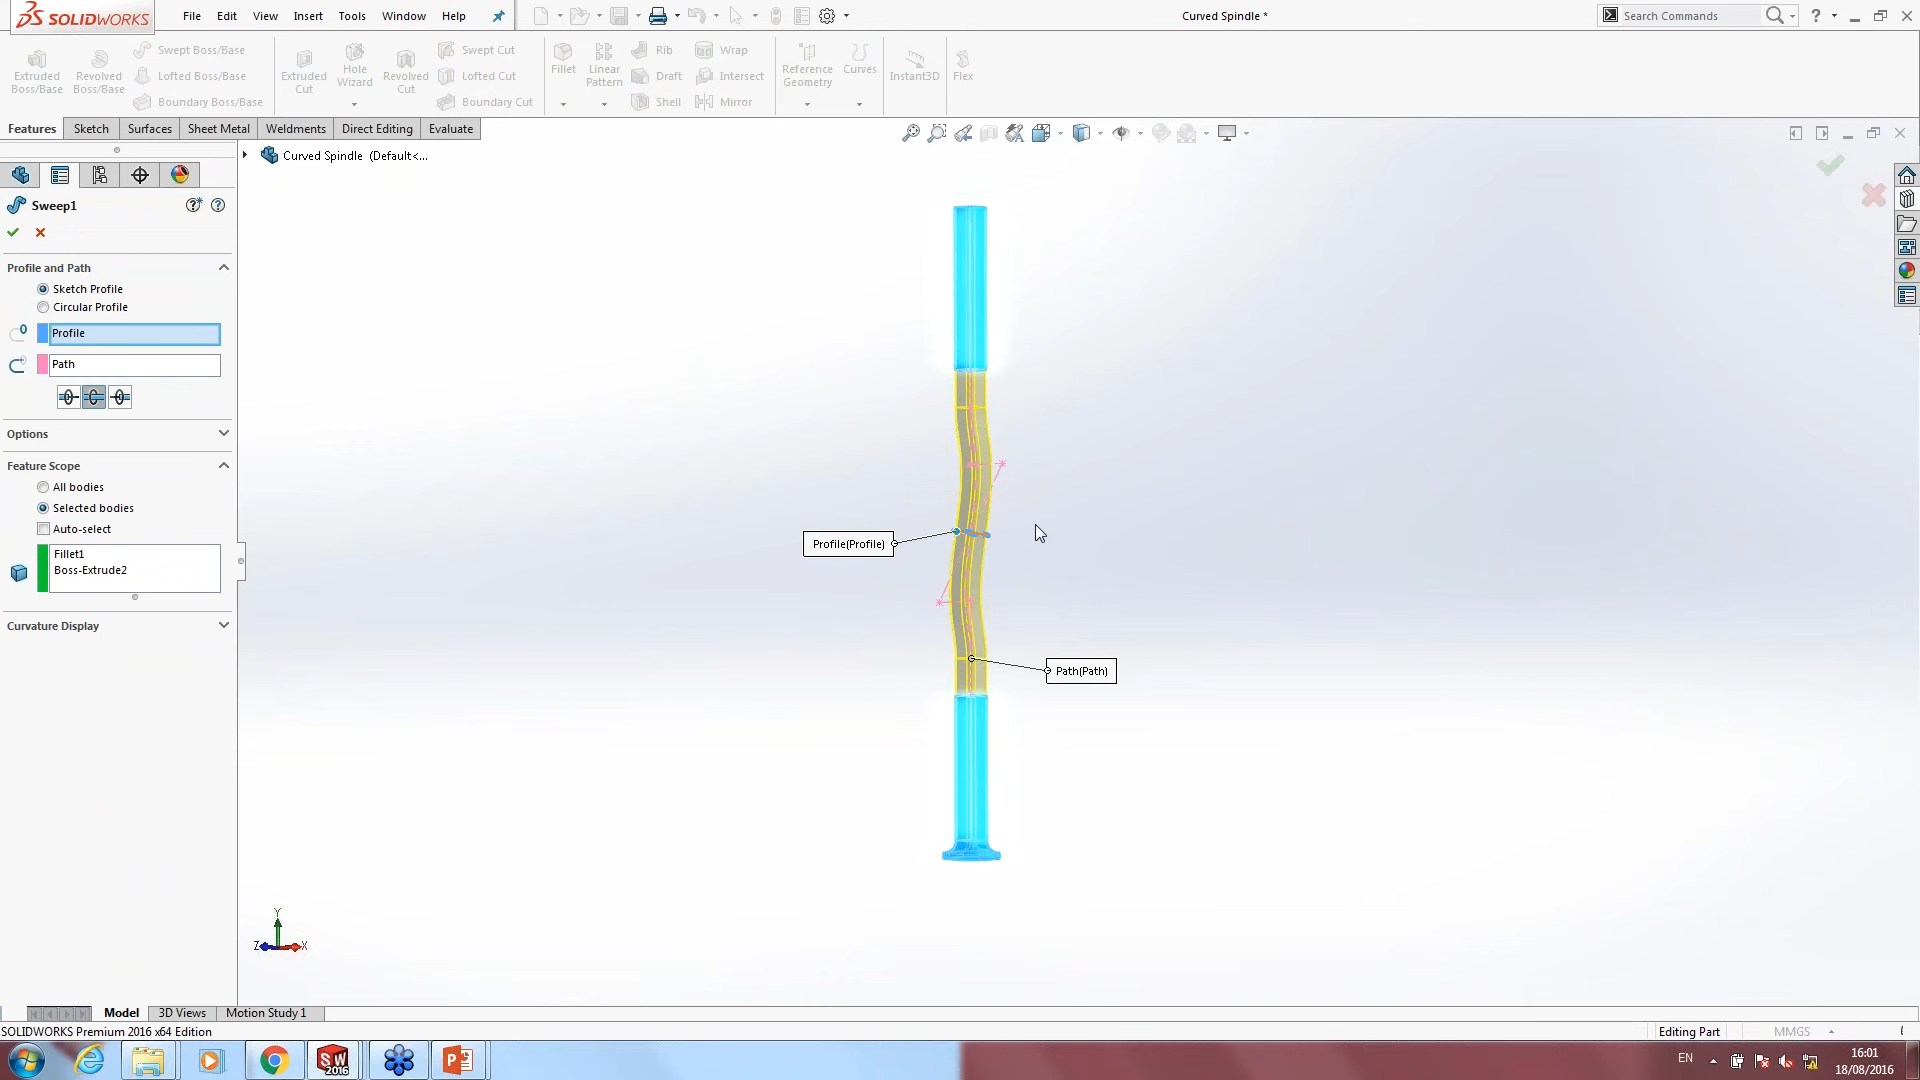 SOLIDWORKS
File Edit View Insert Tools Window Help
Curved Spindle *
Search Commands
Extruded Boss/Base
Revolved Boss/Base
Swept Boss/Base
Lofted Boss/Base
Boundary Boss/Base
Extruded Cut
Hole Wizard
Revolved Cut
Swept Cut
Lofted Cut
Boundary Cut
Fillet
Linear Pattern
Rib
Draft
Shell
Wrap
Intersect
Mirror
Reference Geometry
Curves
Instant3D
Flex
Features Sketch Surfaces Sheet Metal Weldments Direct Editing Evaluate
Curved Spindle (Default<...
Sweep1
Profile and Path
Sketch Profile
Circular Profile
Profile
Path
Options
Feature Scope
All bodies
Selected bodies
Auto-select
Fillet1
Boss-Extrude2
Curvature Display
Profile(Profile)
Path(Path)
Y
Z X
Model 3D Views Motion Study 1
SOLIDWORKS Premium 2016 x64 Edition
Editing Part
MMGS
SW 2016
EN
16:01
18/08/2016